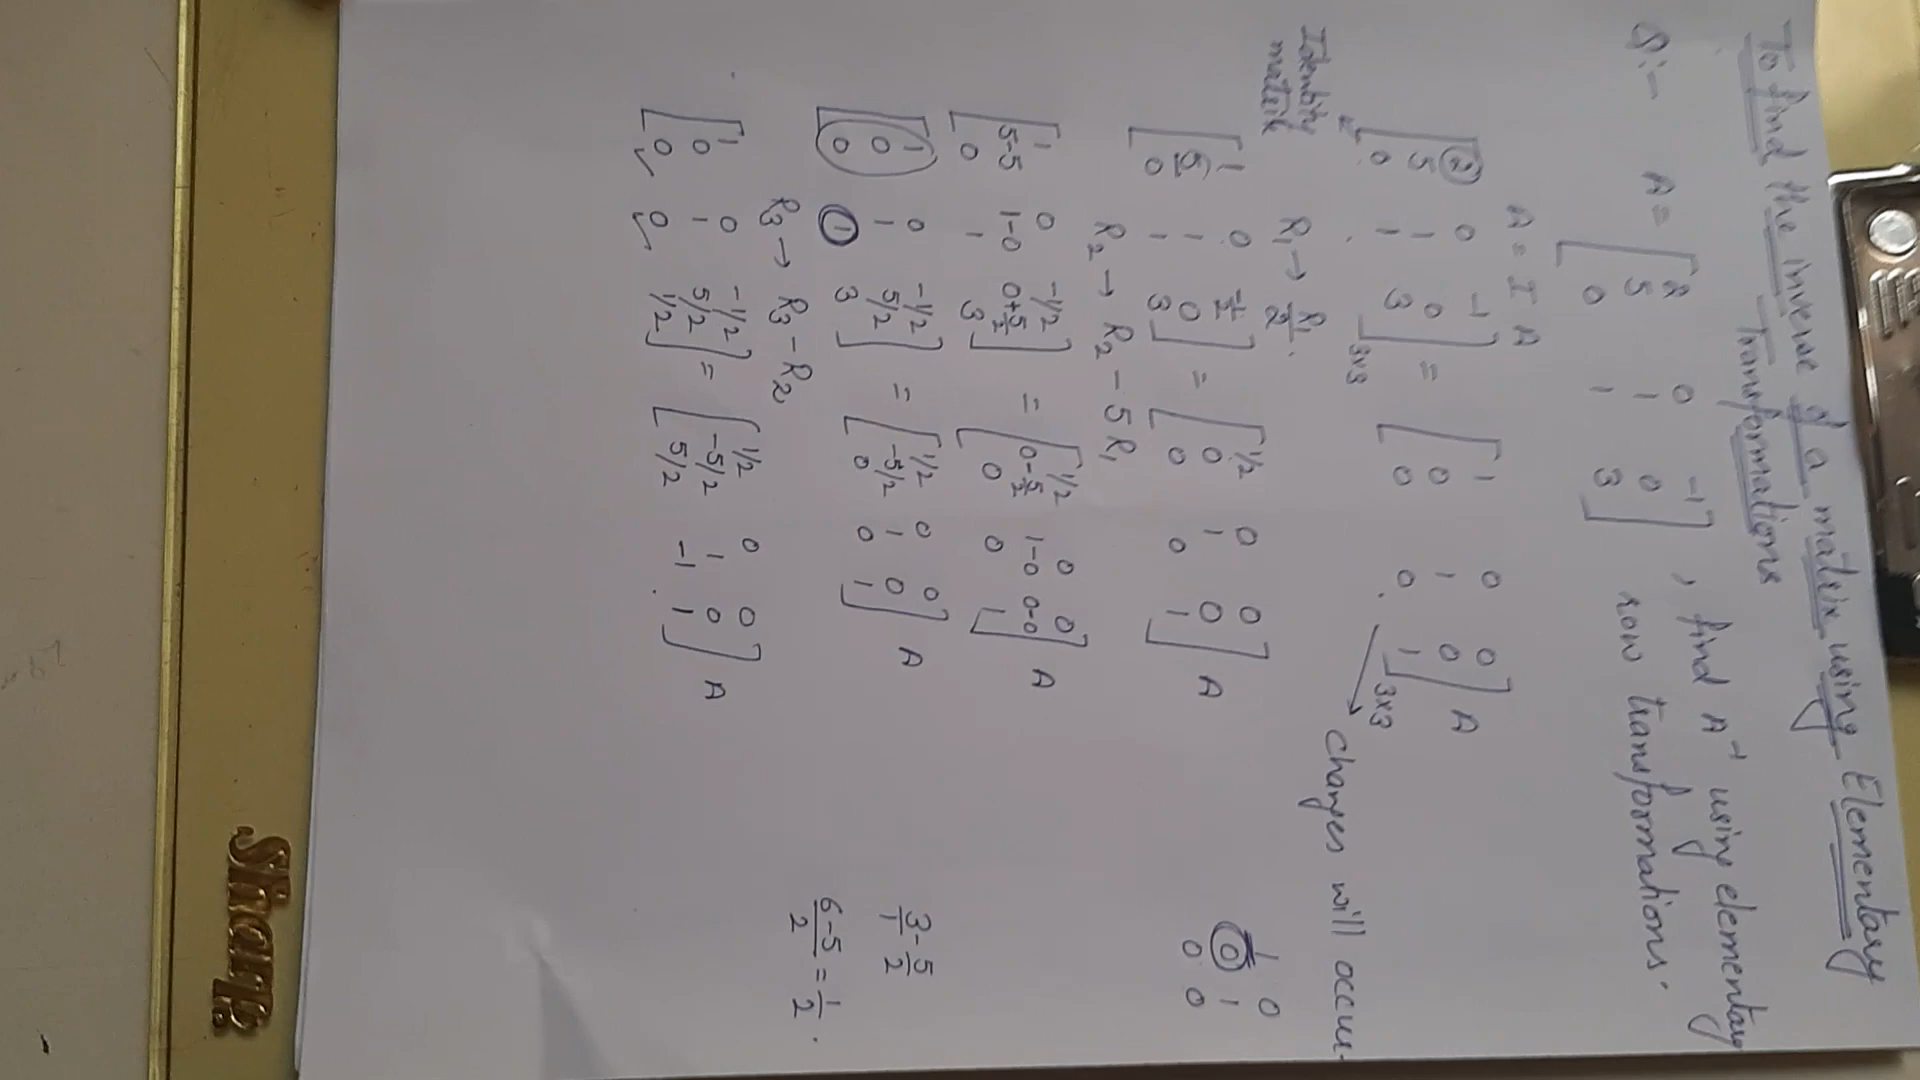 To find the inverse of a matrix using Elementary
Transformations
Q:- A = [2 0 -1
5 1 0
0 1 3] , find A⁻¹ using elementary
row transformations.
A = I A
[2 0 -1
5 1 0
0 1 3]3x3 = [1 0 0
0 1 0
0 0 1]3x3 A
Identity
matrix
changes will occur
R1 → R1/2.
[1 0 -1/2
5 1 0
0 1 3] = [1/2 0 0
0 1 0
0 0 1] A
1 0
0 1
0 0
R2 → R2 - 5R1
[1 0 -1/2
5-5 1-0 0+5/2
0 1 3] = [1/2 0 0
0-5/2 1-0 0-0
0 0 1] A
[1 0 -1/2
0 1 5/2
0 1 3] = [1/2 0 0
-5/2 1 0
0 0 1] A
3/1 - 5/2
6-5/2 = 1/2.
R3 → R3 - R2
[1 0 -1/2
0 1 5/2
0 0 1/2] = [1/2 0 0
-5/2 1 0
5/2 -1 1] A
Sharp